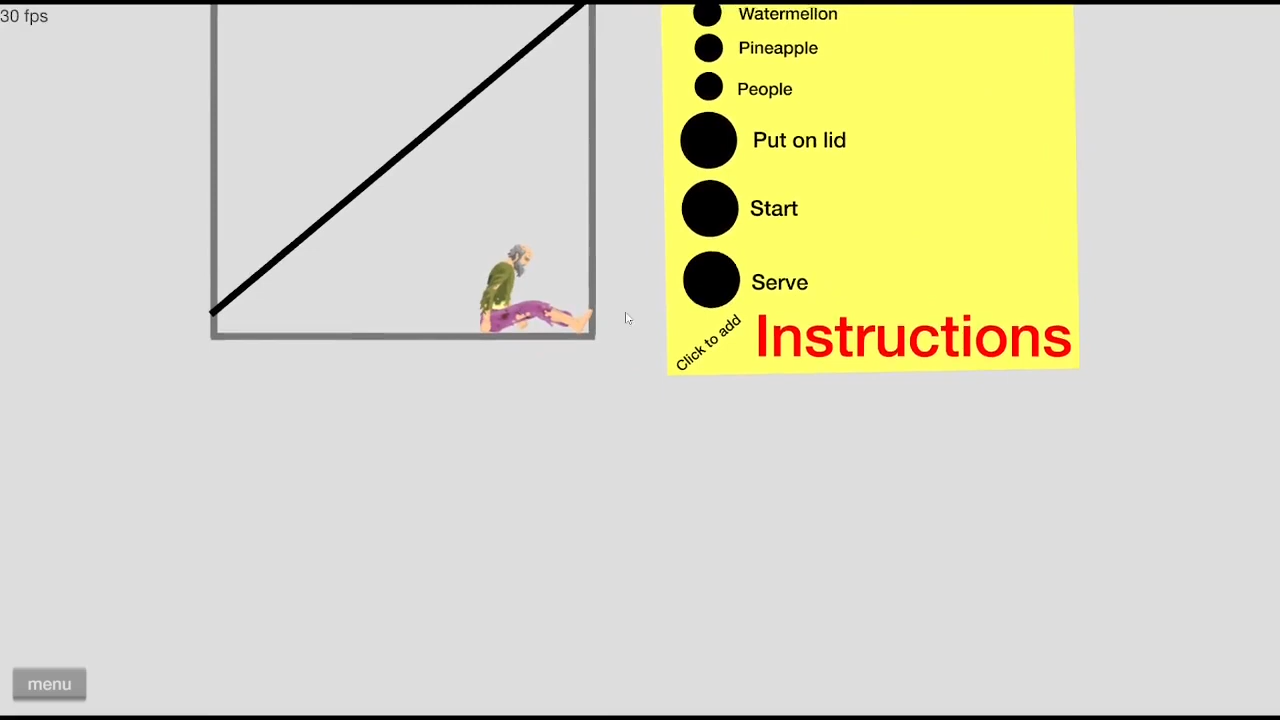 30 fps
Watermellon
Pineapple
People
Put on lid
Start
Serve
Click to add
Instructions
menu